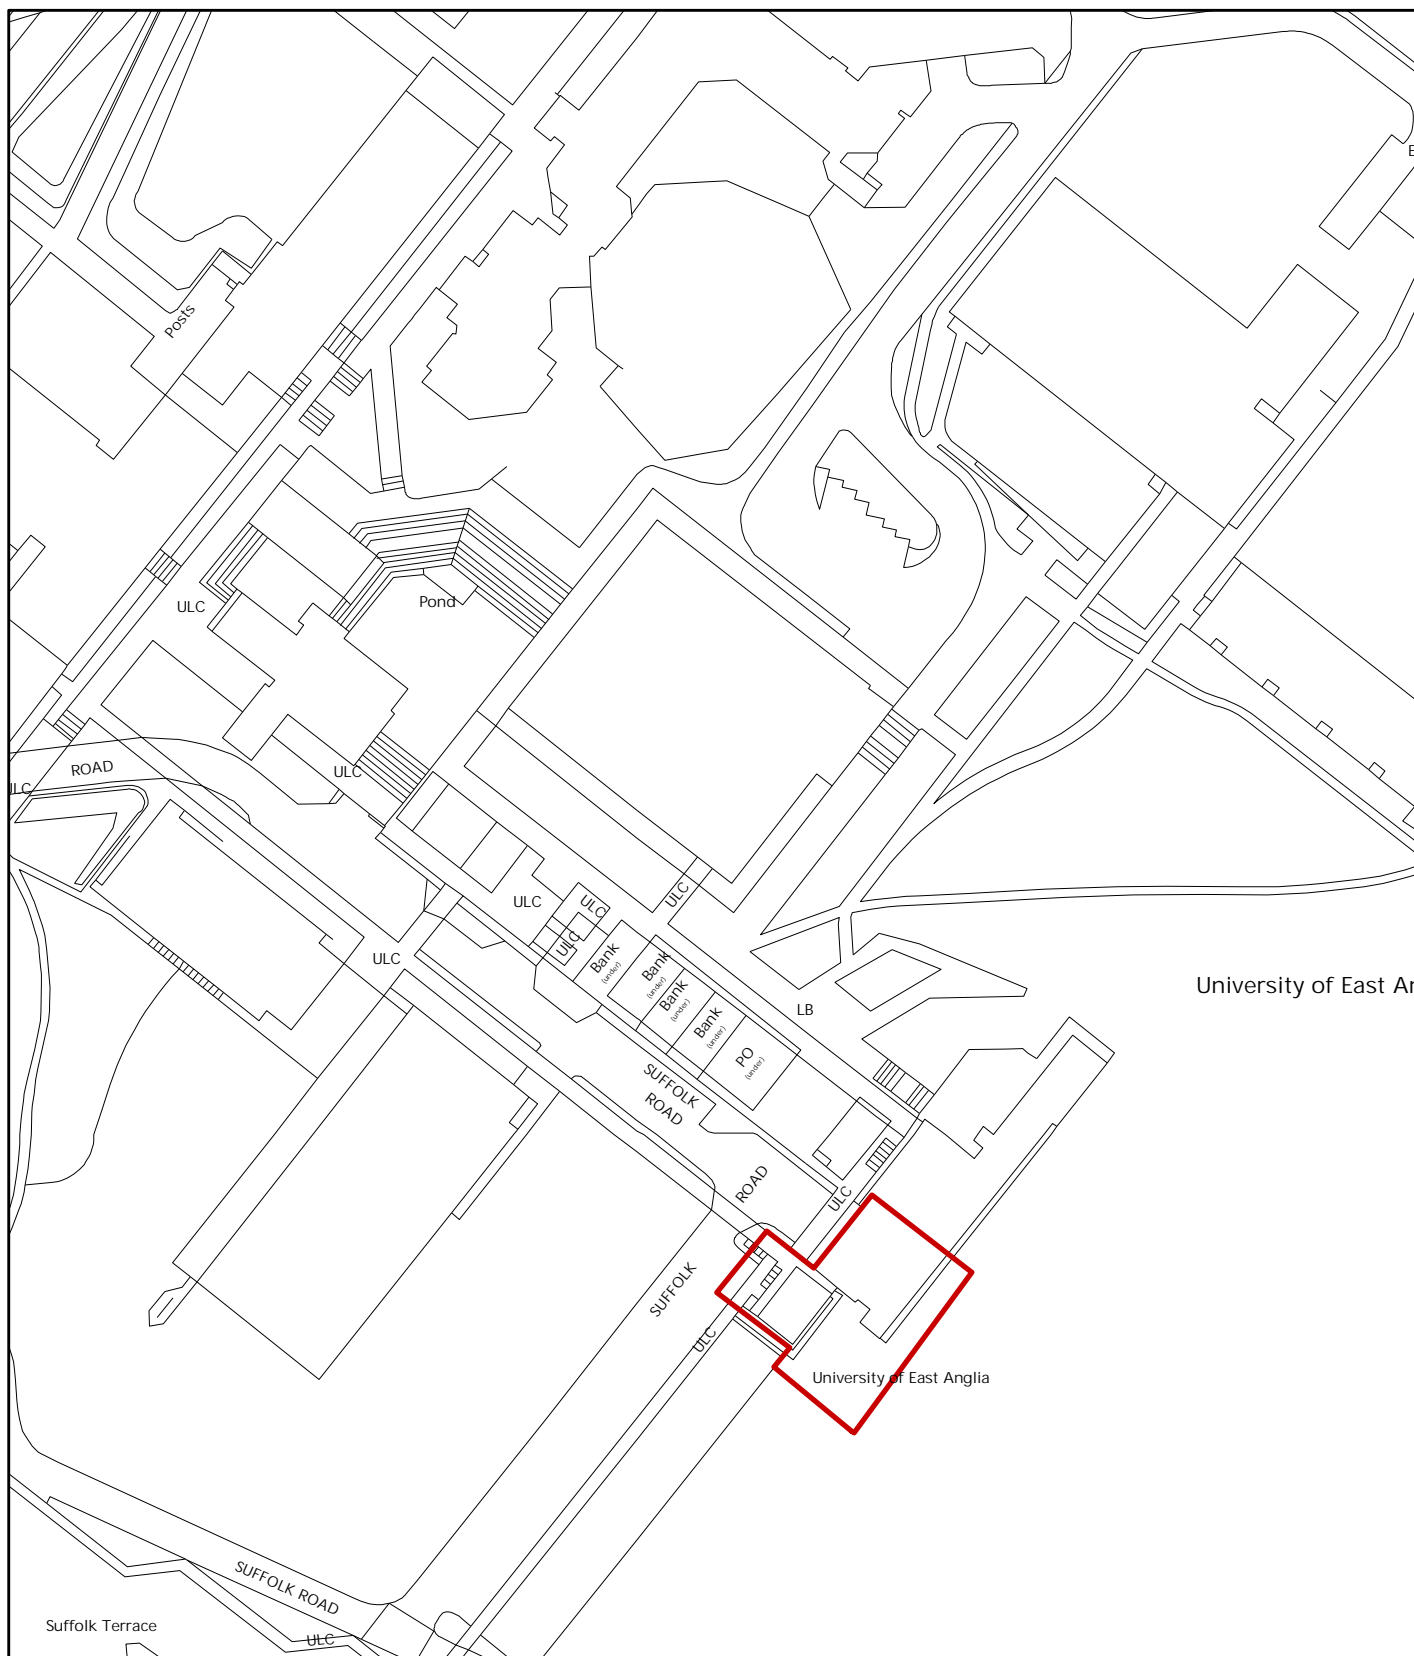 E
Posts
ULC
Pond
ROAD
ULC
ULC
ULC
ULC
ULC
ULC
ULC
ULC
Bank
(under)
Bank
(under)
Bank
(under)
Bank
(under)
PO
(under)
LB
University of East An
SUFFOLK
ROAD
ROAD
SUFFOLK
ULC
ULC
University of East Anglia
SUFFOLK ROAD
Suffolk Terrace
ULC